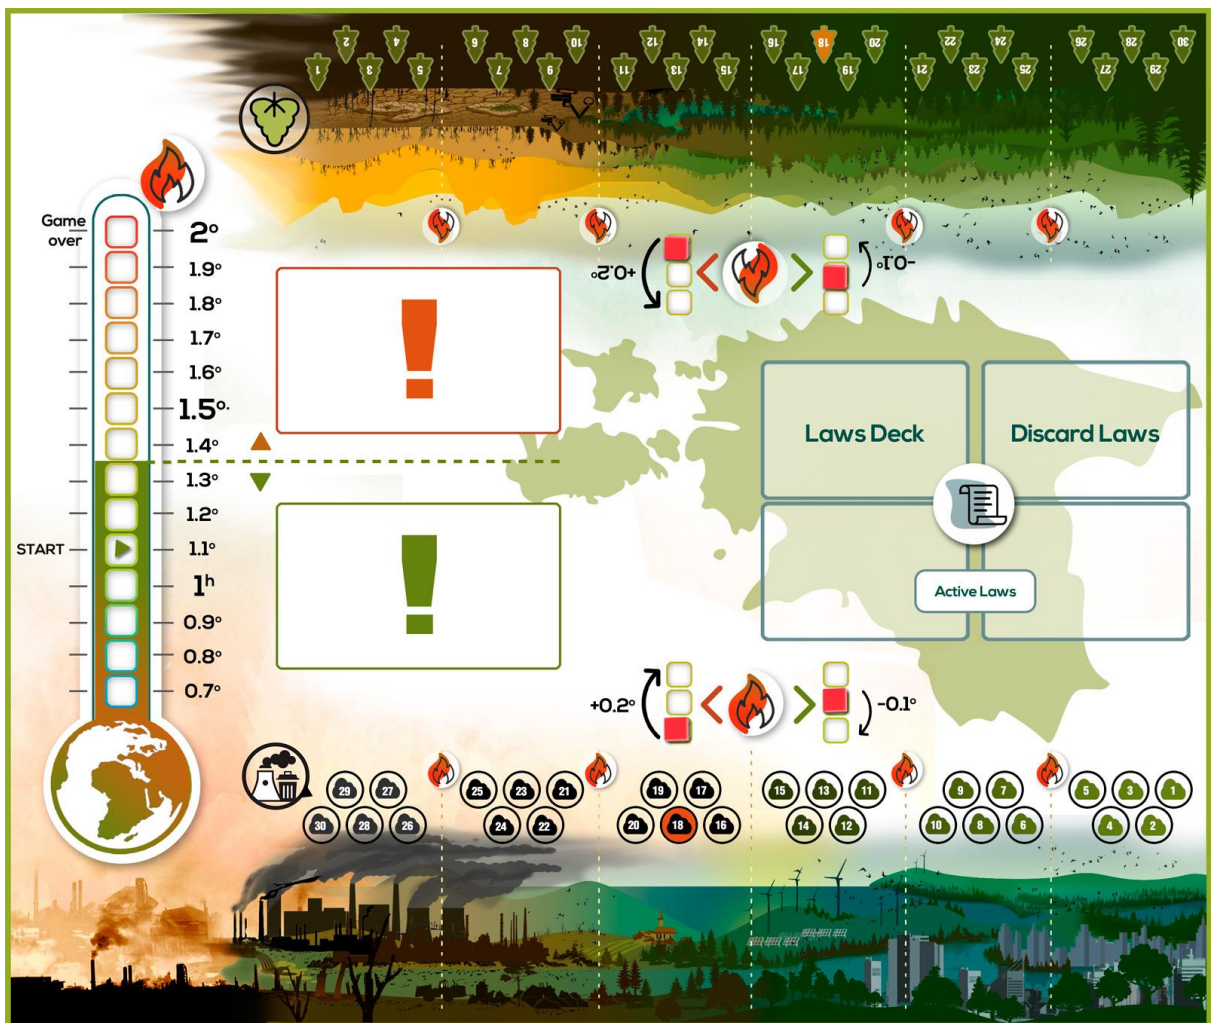 2 4 6 8 10 12 14 16 18 20 22 24 26 28 30
1 3 5 7 9 11 13 15 17 19 21 23 25 27 29
Game
over
2°
1.9°
1.8°
1.7°
1.6°
1.5°.
1.4°
1.3°
1.2°
START
1.1°
1ʰ
0.9°
0.8°
0.7°
+0.2°
-0.1°
!
!
Laws Deck
Discard Laws
Active Laws
+0.2°
-0.1°
29 27 25 23 21 19 17 15 13 11 9 7 5 3 1
30 28 26 24 22 20 18 16 14 12 10 8 6 4 2